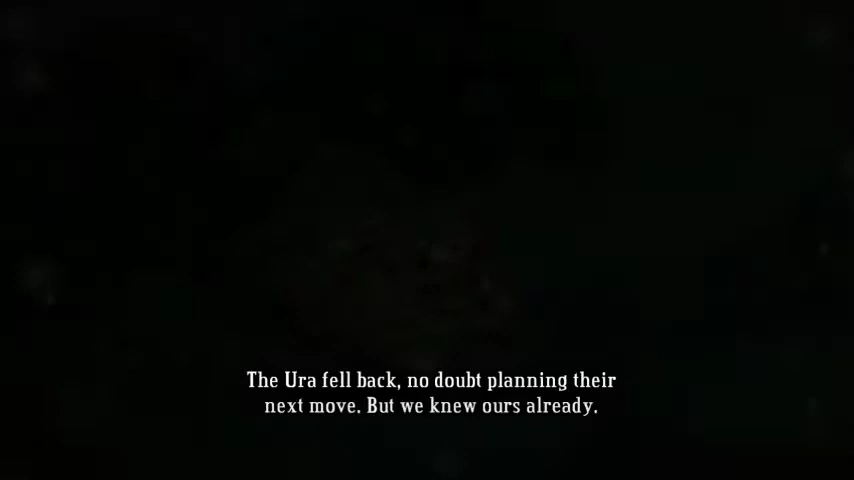 The Ura fell back, no doubt planning their
next move. But we knew ours already.